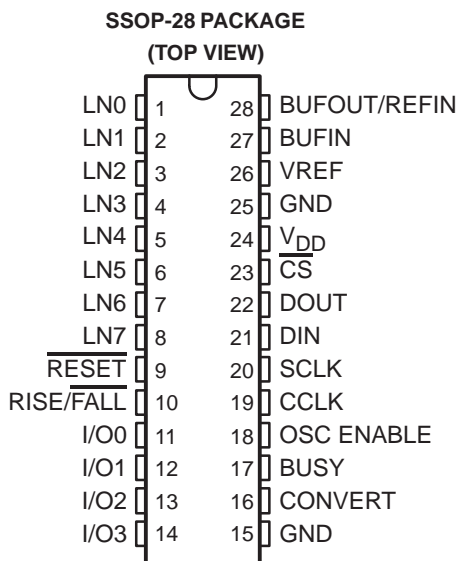 SSOP-28 PACKAGE
(TOP VIEW)
LN0 1 28 BUFOUT/REFIN
LN1 2 27 BUFIN
LN2 3 26 VREF
LN3 4 25 GND
LN4 5 24 VDD
LN5 6 23 CS
LN6 7 22 DOUT
LN7 8 21 DIN
RESET 9 20 SCLK
RISE/FALL 10 19 CCLK
I/O0 11 18 OSC ENABLE
I/O1 12 17 BUSY
I/O2 13 16 CONVERT
I/O3 14 15 GND